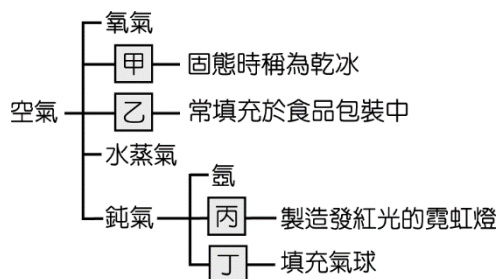 氧氣
甲 固態時稱為乾冰
空氣 乙 常填充於食品包裝中
水蒸氣
氬
鈍氣 丙 製造發紅光的霓虹燈
丁 填充氣球